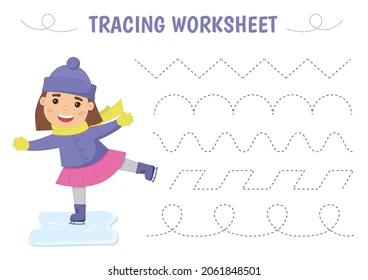 TRACING WORKSHEET
shutterstock.com · 2061848501